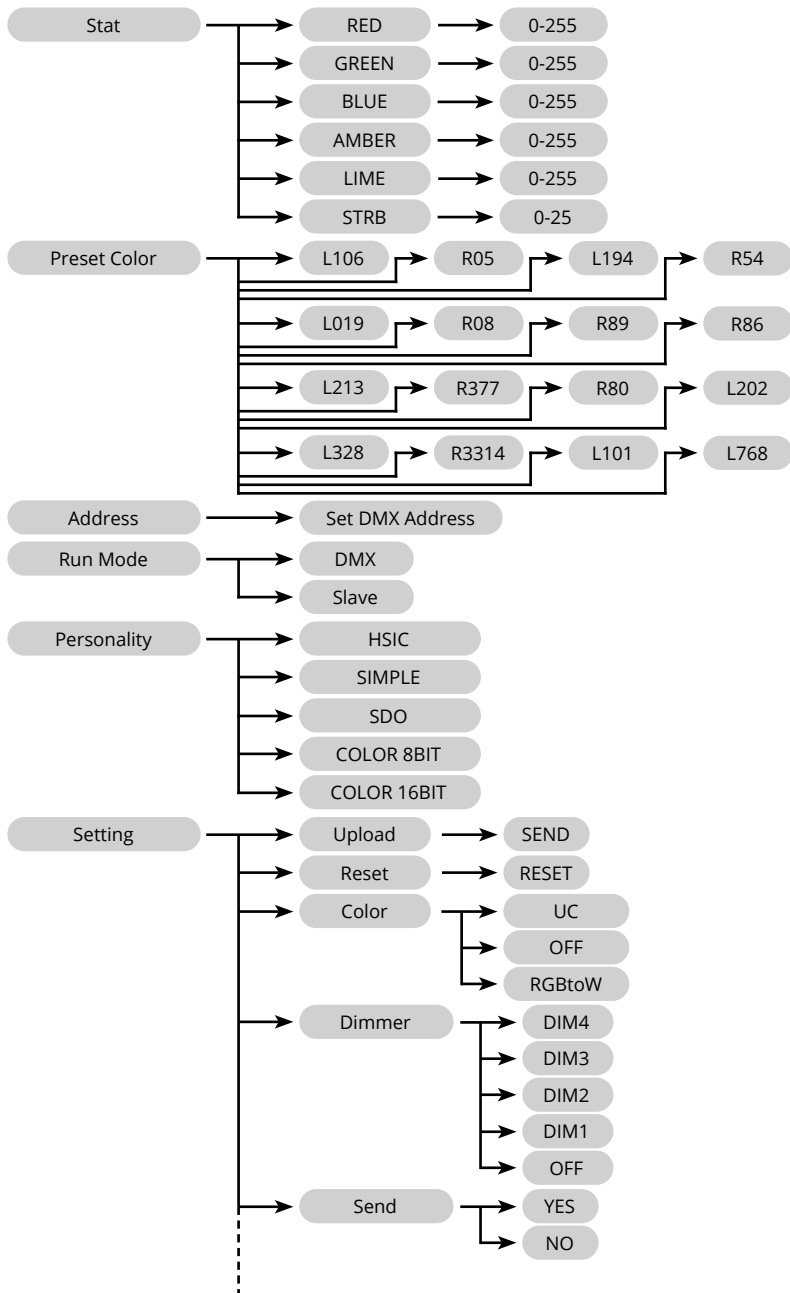 Stat RED 0-255
GREEN 0-255
BLUE 0-255
AMBER 0-255
LIME 0-255
STRB 0-25
Preset Color L106 R05 L194 R54
L019 R08 R89 R86
L213 R377 R80 L202
L328 R3314 L101 L768
Address Set DMX Address
Run Mode DMX
Slave
Personality HSIC
SIMPLE
SDO
COLOR 8BIT
COLOR 16BIT
Setting Upload SEND
Reset RESET
Color UC
OFF
RGBtoW
Dimmer DIM4
DIM3
DIM2
DIM1
OFF
Send YES
NO